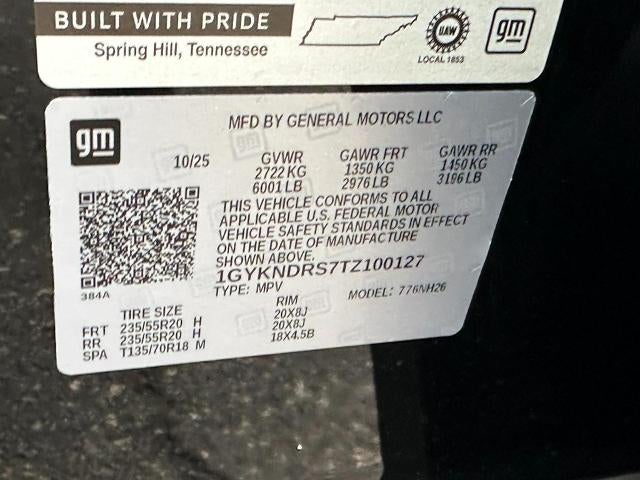 BUILT WITH PRIDE
Spring Hill, Tennessee
UAW
LOCAL 1853
gm
gm
MFD BY GENERAL MOTORS LLC
10/25 GVWR GAWR FRT GAWR RR
2722 KG 1350 KG 1450 KG
6001 LB 2976 LB 3196 LB
THIS VEHICLE CONFORMS TO ALL
APPLICABLE U.S. FEDERAL MOTOR
VEHICLE SAFETY STANDARDS IN EFFECT
ON THE DATE OF MANUFACTURE
SHOWN ABOVE.
1GYKNDRS7TZ100127
TYPE: MPV MODEL: 776NH26
384A
TIRE SIZE RIM
FRT 235/55R20 H 20X8J
RR 235/55R20 H 20X8J
SPA T135/70R18 M 18X4.5B